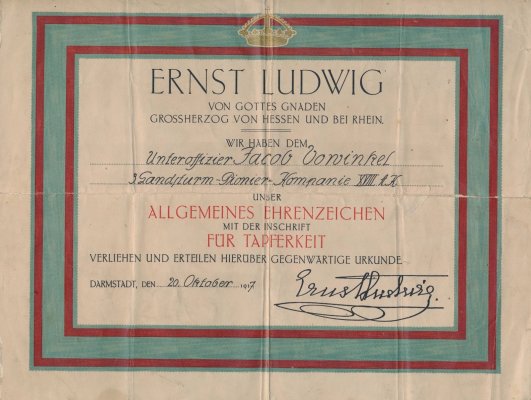 ERNST LUDWIG
VON GOTTES GNADEN
GROSSHERZOG VON HESSEN UND BEI RHEIN.
WIR HABEN DEM
Unteroffizier Jacob Vowinkel
3 Landsturm-Pionier-Kompanie XVIII. A.K.
UNSER
ALLGEMEINES EHRENZEICHEN
MIT DER INSCHRIFT
FÜR TAPFERKEIT
VERLIEHEN UND ERTEILEN HIERÜBER GEGENWÄRTIGE URKUNDE
DARMSTADT, DEN 20. Oktober 1917.
Ernst Ludwig.